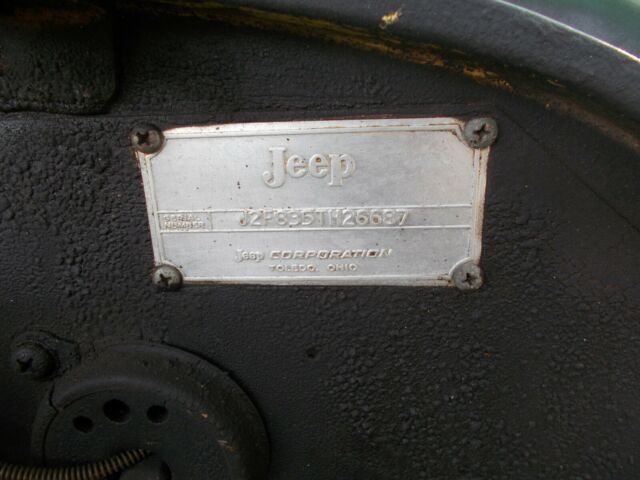 Jeep
SERIAL NUMBER J2F835TH26687
Jeep CORPORATION
TOLEDO, OHIO